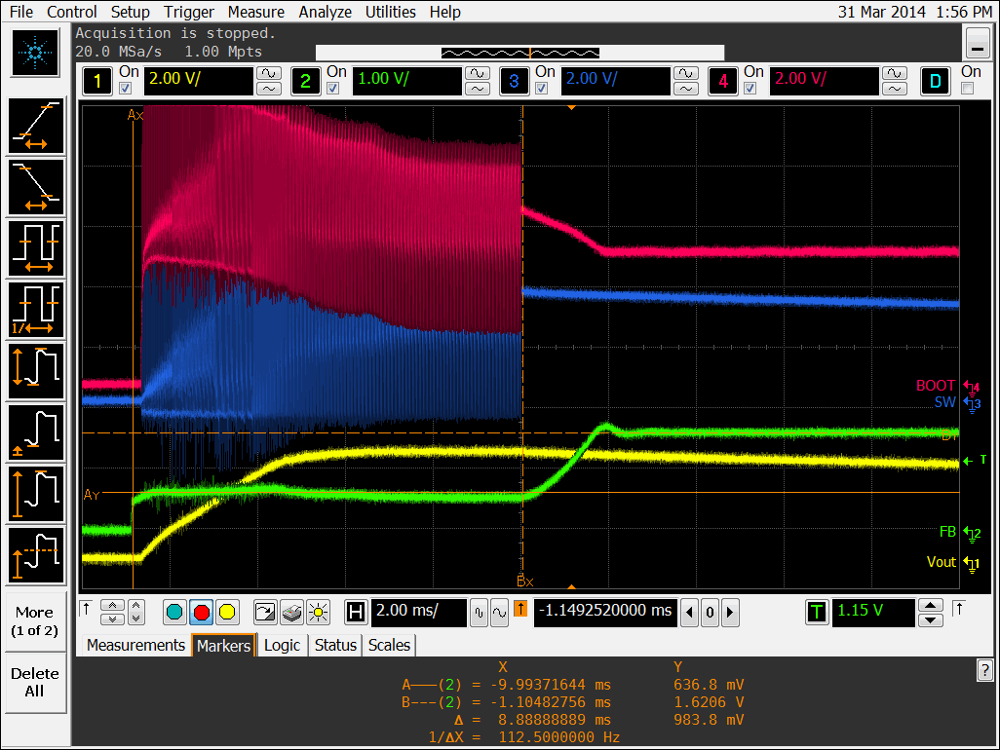 File Control Setup Trigger Measure Analyze Utilities Help 31 Mar 2014 1:56 PM
Acquisition is stopped.
20.0 MSa/s 1.00 Mpts
1 On 2.00 V/ 2 On 1.00 V/ 3 On 2.00 V/ 4 On 2.00 V/ D On
Ax
1/
BOOT 4
SW 3
T
Ay
FB 2
Vout 1
Bx
More
(1 of 2)
Delete
All
H 2.00 ms/ -1.1492520000 ms 0 T 1.15 V
Measurements Markers Logic Status Scales
?
X Y
A———(2) = -9.99371644 ms 636.8 mV
B---(2) = -1.10482756 ms 1.6206 V
Δ = 8.88888889 ms 983.8 mV
1/ΔX = 112.5000000 Hz